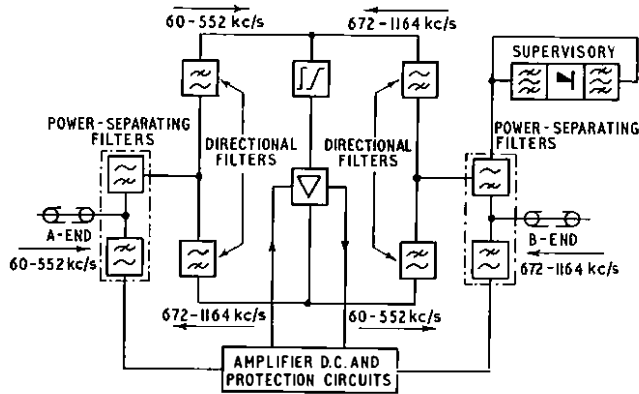 60-552 kc/s
672-1164 kc/s
SUPERVISORY
POWER-SEPARATING
FILTERS
DIRECTIONAL
FILTERS
DIRECTIONAL
FILTERS
POWER-SEPARATING
FILTERS
A-END
60-552 kc/s
B-END
672-1164 kc/s
672-1164 kc/s
60-552 kc/s
AMPLIFIER D.C. AND
PROTECTION CIRCUITS